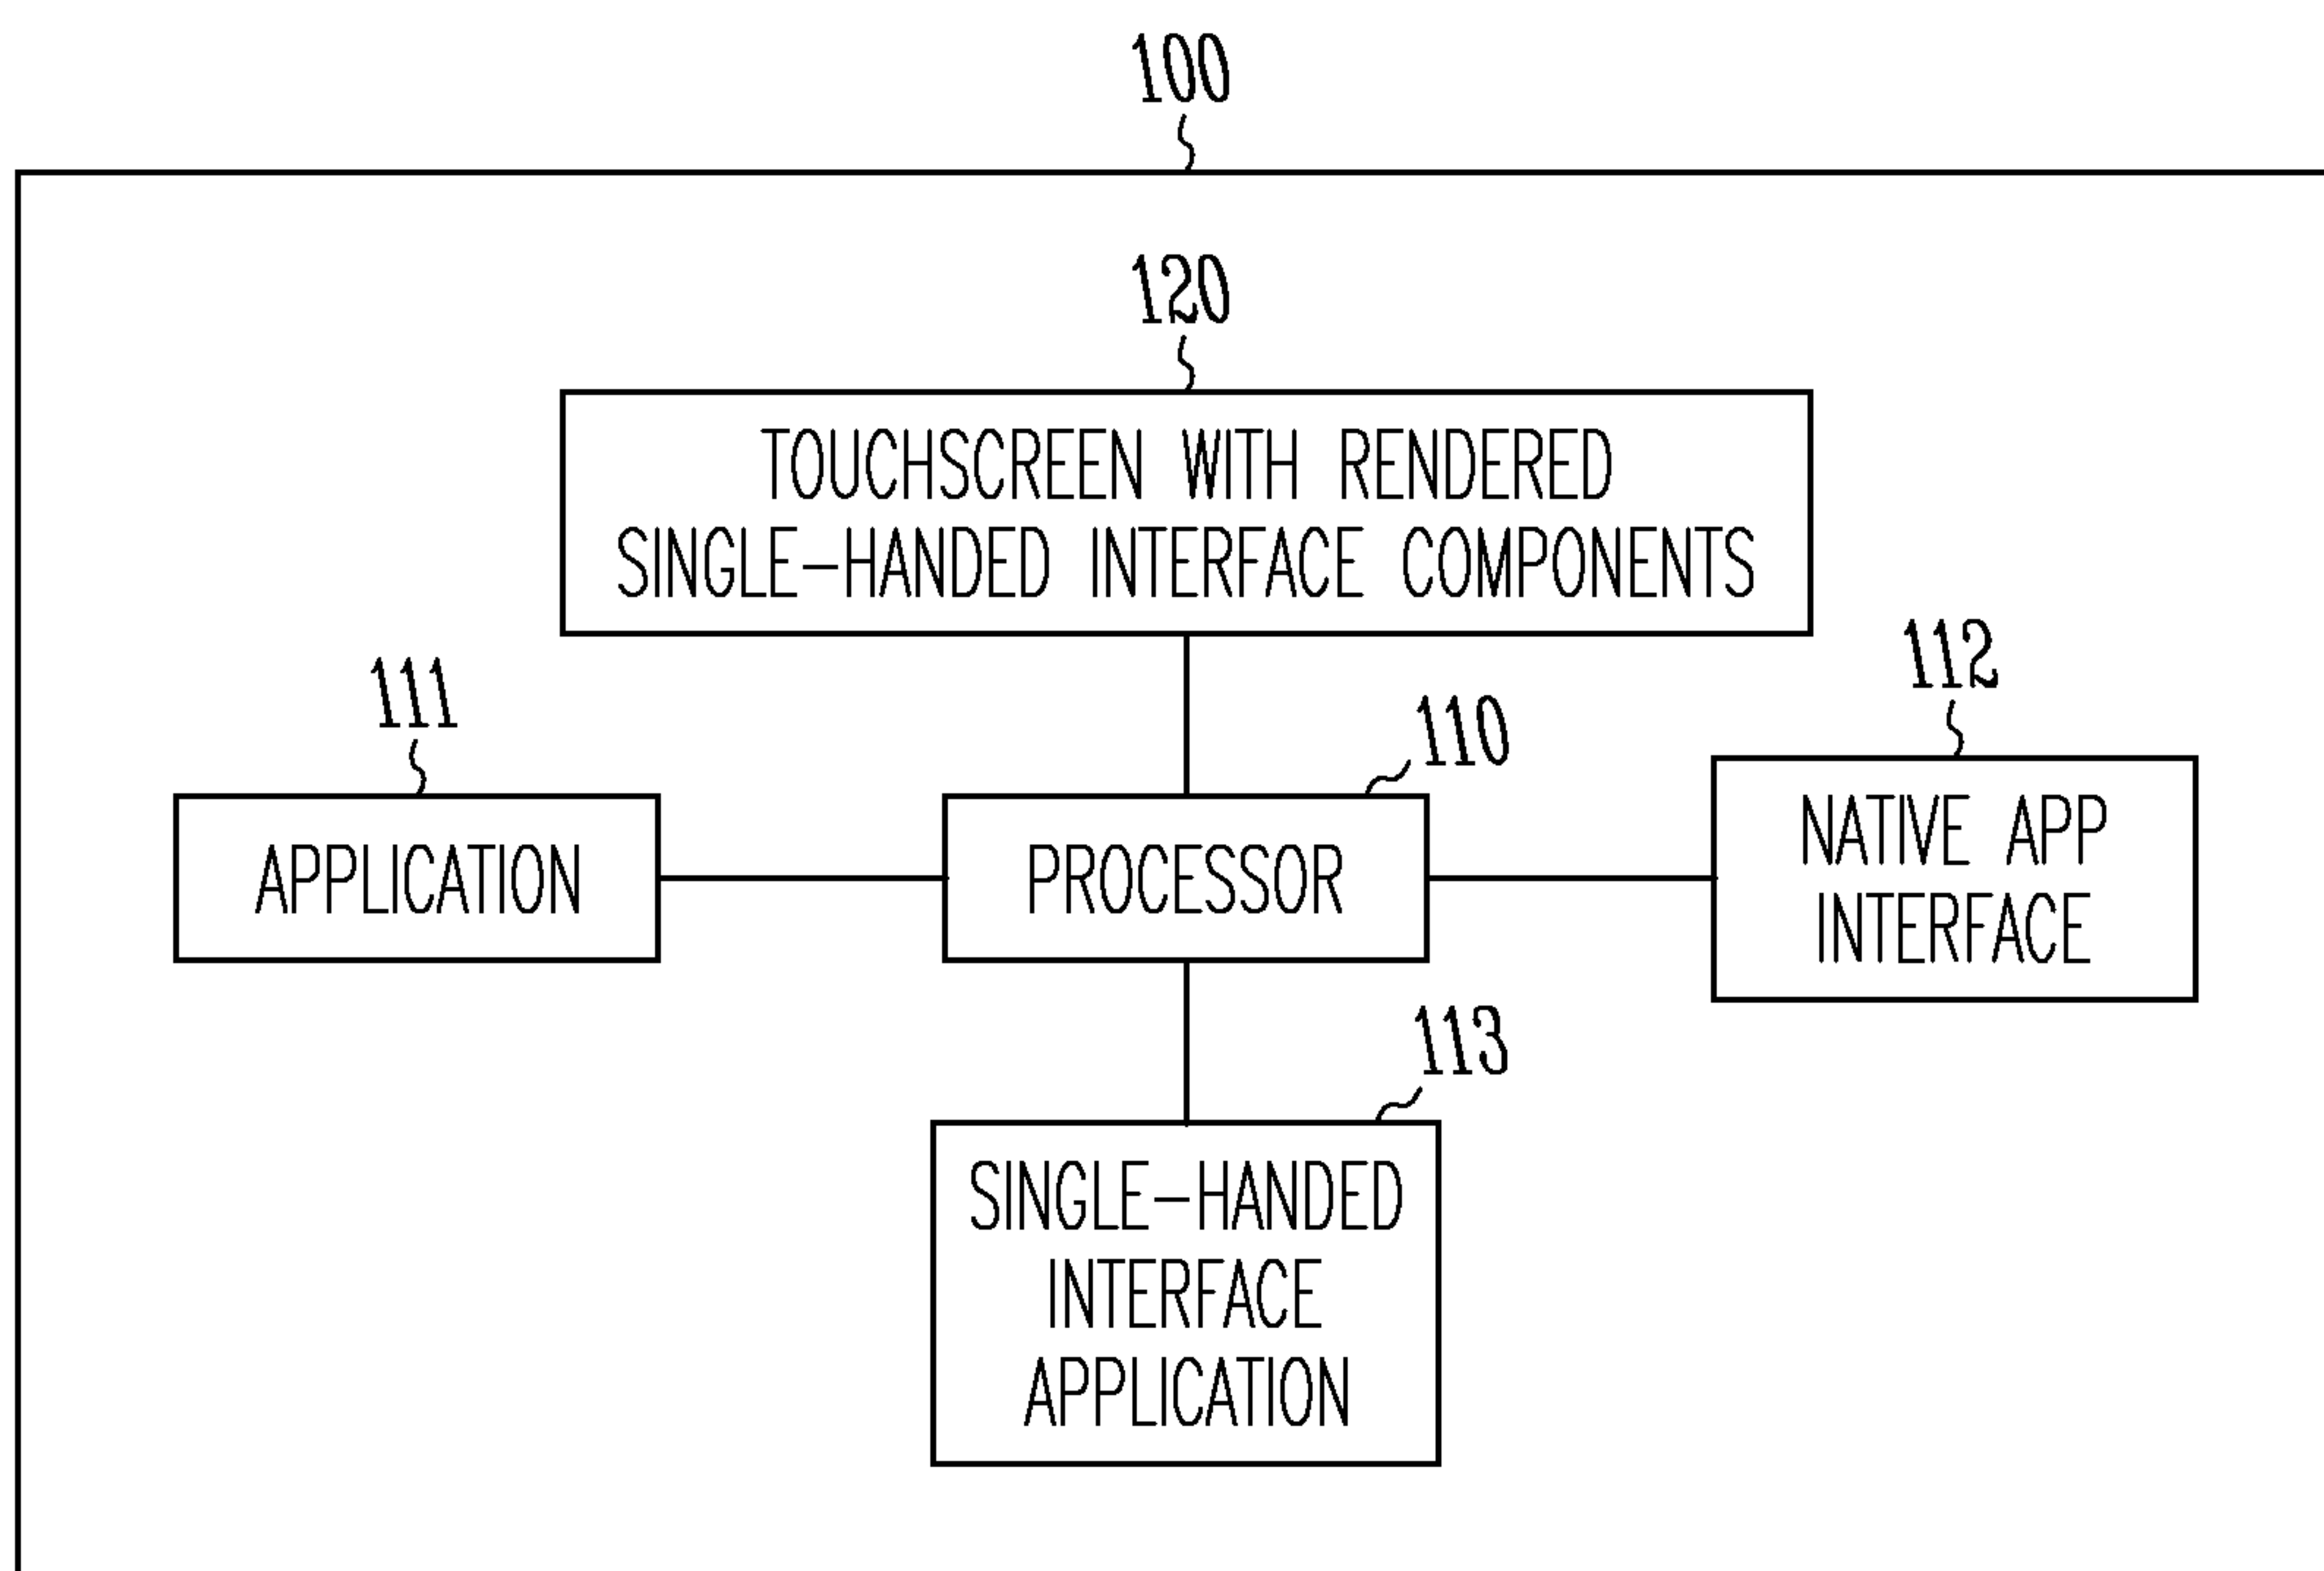 100
120
TOUCHSCREEN WITH RENDERED
SINGLE-HANDED INTERFACE COMPONENTS
111
110
112
APPLICATION
PROCESSOR
NATIVE APP
INTERFACE
113
SINGLE-HANDED
INTERFACE
APPLICATION